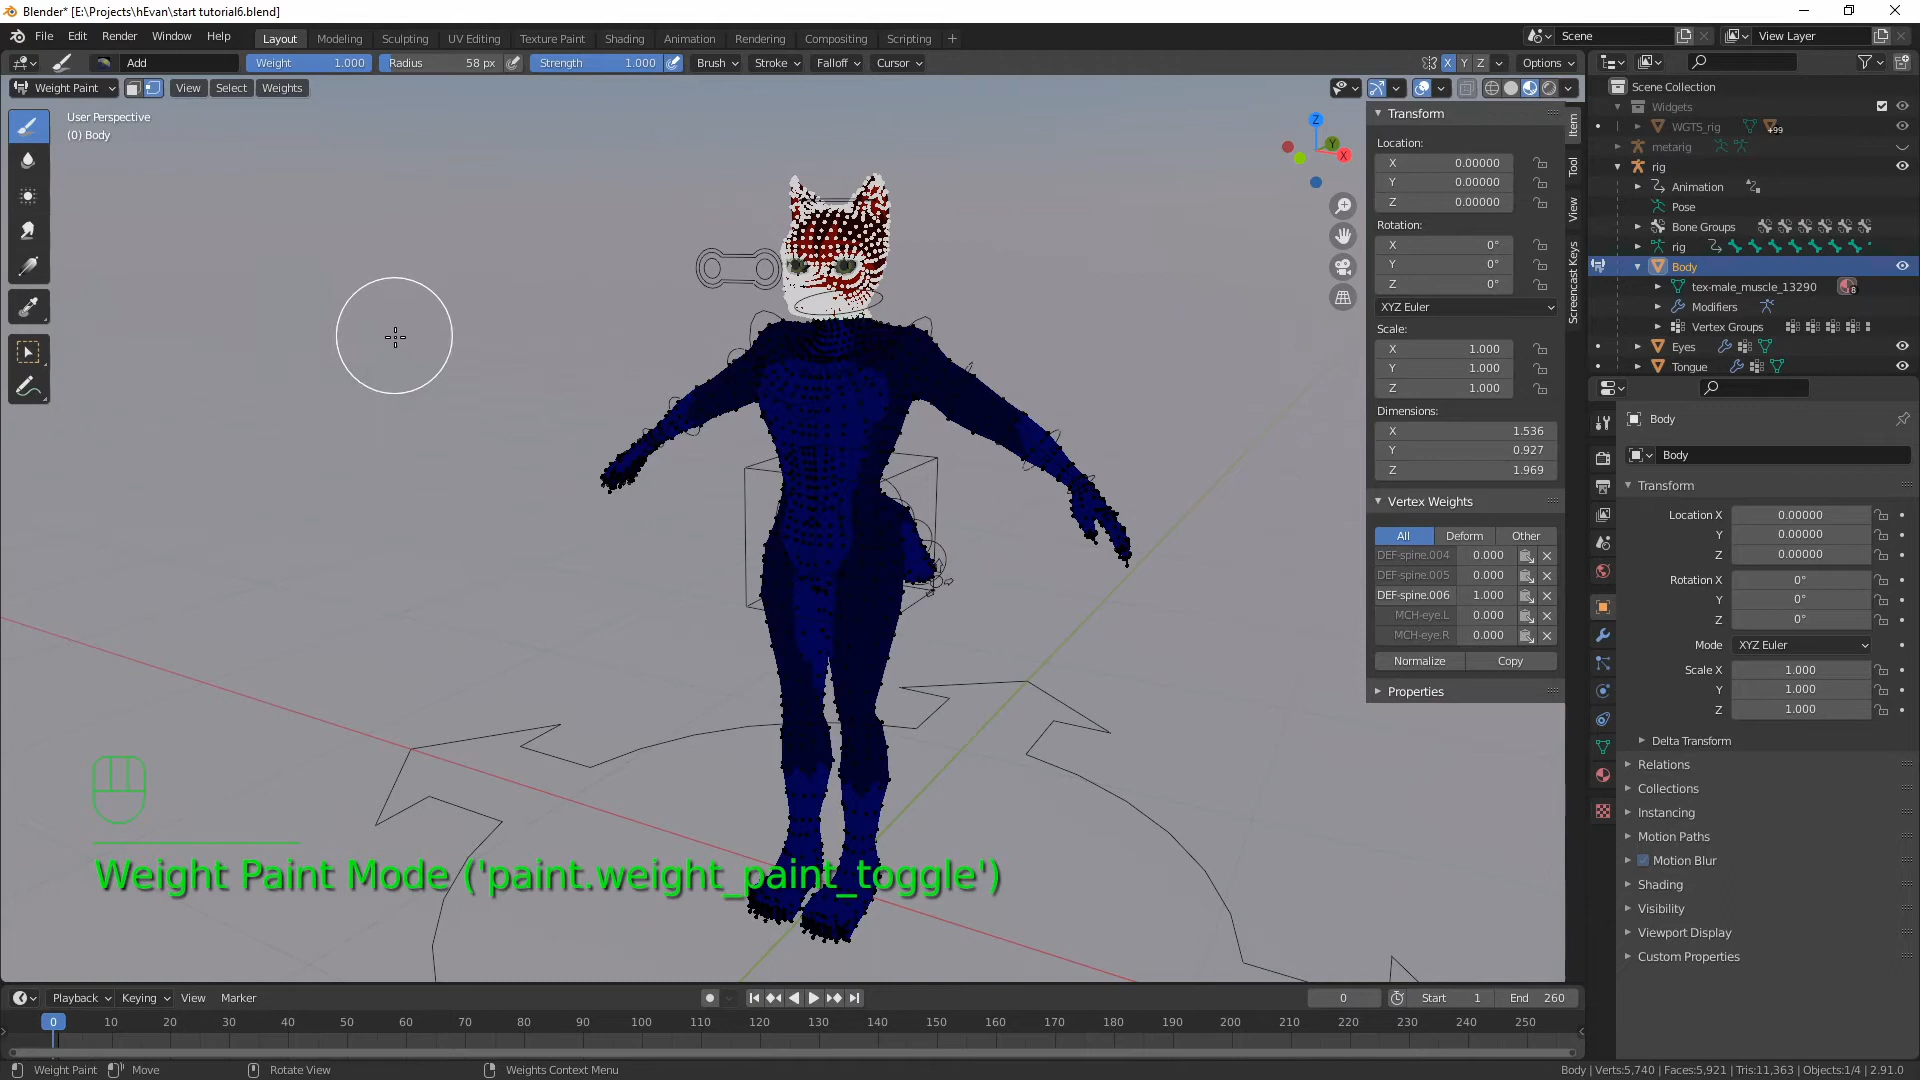 Blender* [E:\Projects\hEvan\start tutorial6.blend]
File Edit Render Window Help Layout Modeling Sculpting UV Editing Texture Paint Shading Animation Rendering Compositing Scripting + Scene View Layer
Add Weight 1.000 Radius 58 px Strength 1.000 Brush Stroke Falloff Cursor X Y Z Options
Weight Paint View Select Weights
User Perspective
(0) Body
Z
Y
X
Transform
Location:
X 0.00000
Y 0.00000
Z 0.00000
Rotation:
X 0°
Y 0°
Z 0°
XYZ Euler
Scale:
X 1.000
Y 1.000
Z 1.000
Dimensions:
X 1.536
Y 0.927
Z 1.969
Vertex Weights
All Deform Other
DEF-spine.004 0.000
DEF-spine.005 0.000
DEF-spine.006 1.000
MCH-eye.L 0.000
MCH-eye.R 0.000
Normalize Copy
Properties
Item
Tool
View
Screencast Keys
Scene Collection
Widgets
WGTS_rig +99
metarig
rig
Animation
Pose
Bone Groups
rig
Body
tex-male_muscle_13290 8
Modifiers
Vertex Groups
Eyes
Tongue
Body
Body
Transform
Location X 0.00000
Y 0.00000
Z 0.00000
Rotation X 0°
Y 0°
Z 0°
Mode XYZ Euler
Scale X 1.000
Y 1.000
Z 1.000
Delta Transform
Relations
Collections
Instancing
Motion Paths
Motion Blur
Shading
Visibility
Viewport Display
Custom Properties
Weight Paint Mode ('paint.weight_paint_toggle')
Playback Keying View Marker 0 Start 1 End 260
0 10 20 30 40 50 60 70 80 90 100 110 120 130 140 150 160 170 180 190 200 210 220 230 240 250
Weight Paint Move Rotate View Weights Context Menu Body | Verts:5,740 | Faces:5,921 | Tris:11,363 | Objects:1/4 | 2.91.0